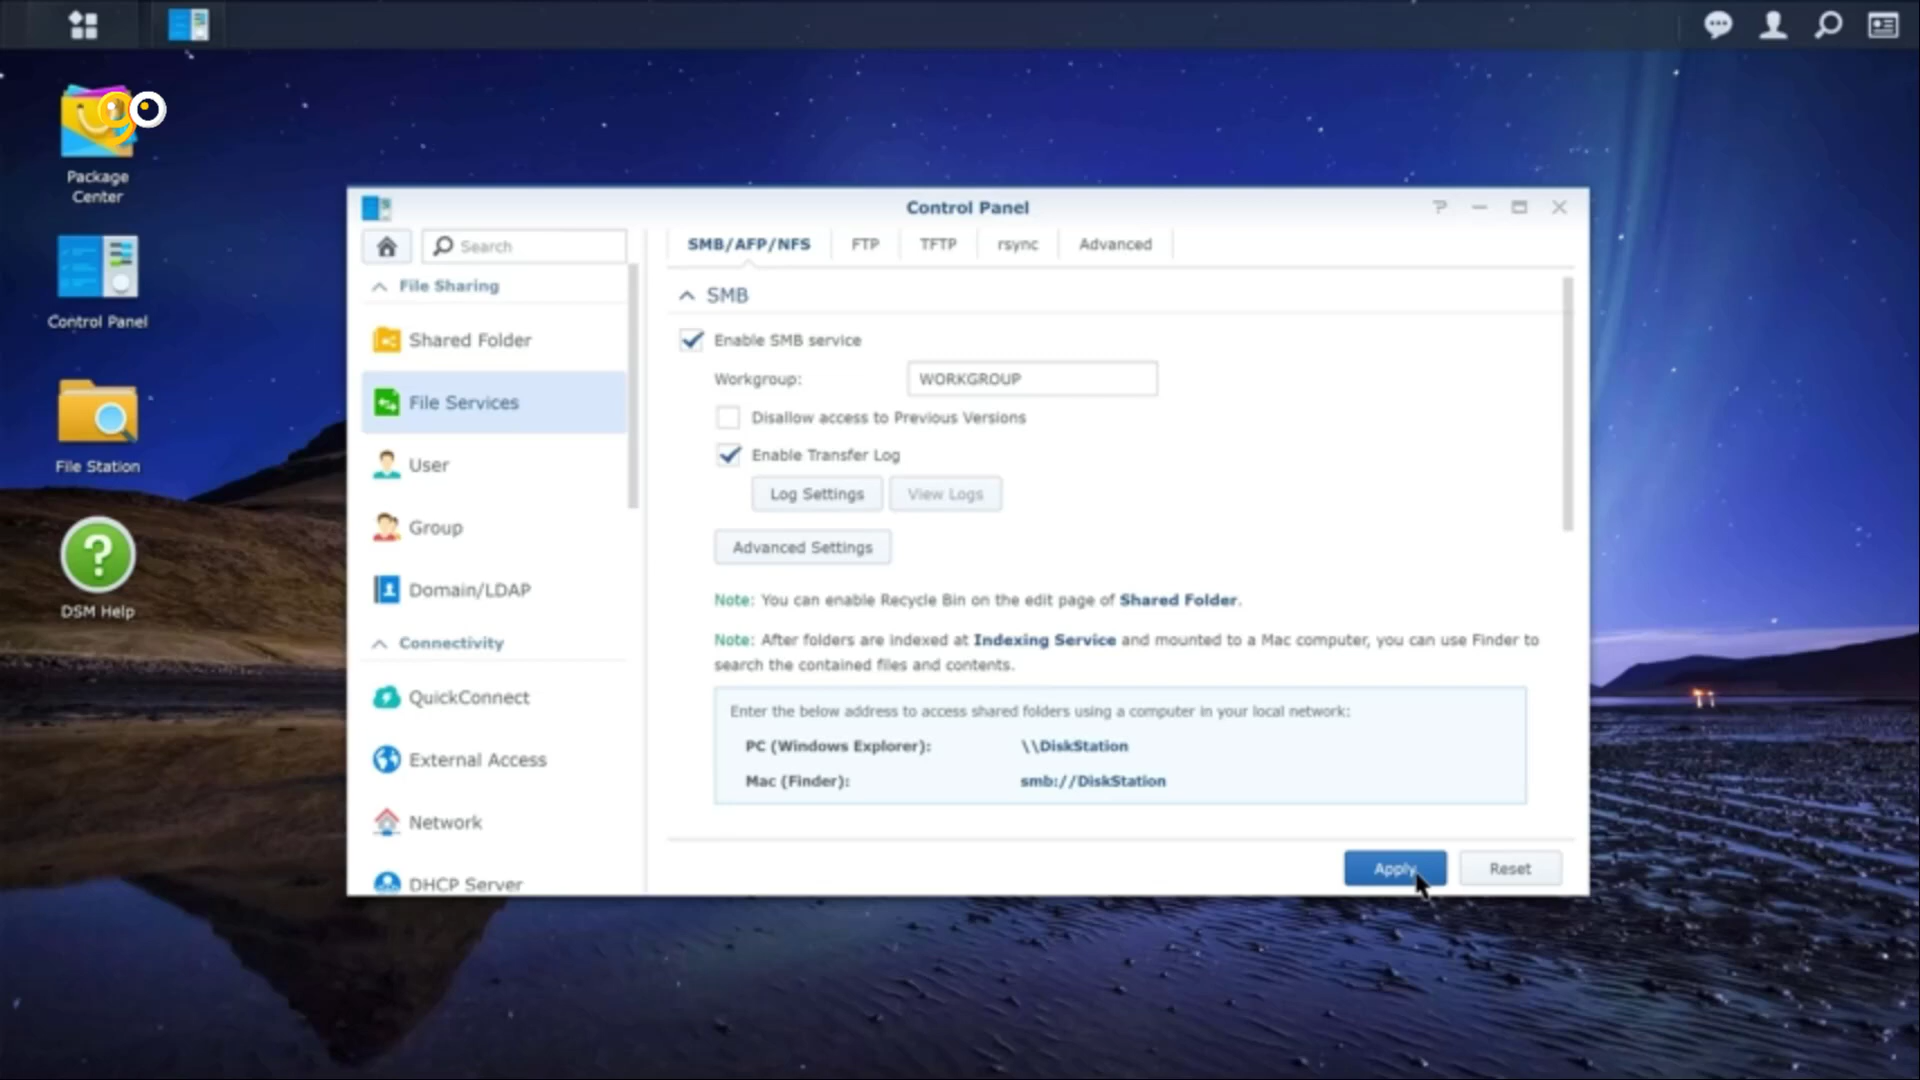 Package
Center
Control Panel
File Station
DSM Help
Control Panel
Search
File Sharing
Shared Folder
File Services
User
Group
Domain/LDAP
Connectivity
QuickConnect
External Access
Network
DHCP Server
SMB/AFP/NFS
FTP
TFTP
rsync
Advanced
SMB
Enable SMB service
Workgroup: WORKGROUP
Disallow access to Previous Versions
Enable Transfer Log
Log Settings
View Logs
Advanced Settings
Note: You can enable Recycle Bin on the edit page of Shared Folder.
Note: After folders are indexed at Indexing Service and mounted to a Mac computer, you can use Finder to
search the contained files and contents.
Enter the below address to access shared folders using a computer in your local network:
PC (Windows Explorer): \\DiskStation
Mac (Finder): smb://DiskStation
Apply
Reset